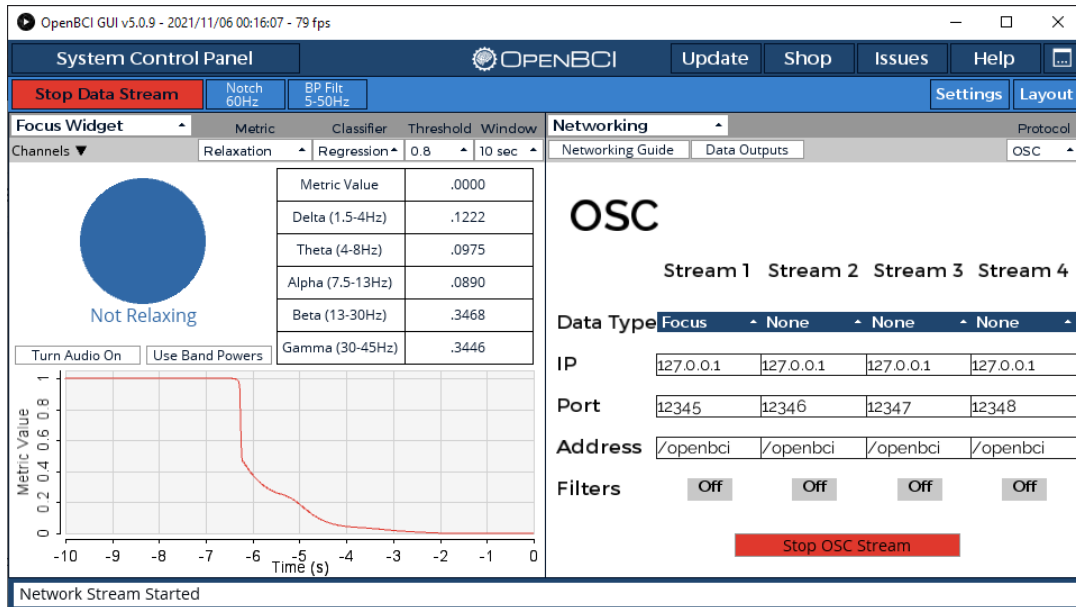 OpenBCI GUI v5.0.9 - 2021/11/06 00:16:07 - 79 fps
System Control Panel
OPENBCI
Update
Shop
Issues
Help
Stop Data Stream
Notch
60Hz
BP Filt
5-50Hz
Settings
Layout
Focus Widget
Metric
Classifier
Threshold
Window
Channels ▼
Relaxation
Regression
0.8
10 sec
Metric Value .0000
Delta (1.5-4Hz) .1222
Theta (4-8Hz) .0975
Alpha (7.5-13Hz) .0890
Beta (13-30Hz) .3468
Gamma (30-45Hz) .3446
Not Relaxing
Turn Audio On
Use Band Powers
Metric Value
1
0.8
0.6
0.4
0.2
0
-10 -9 -8 -7 -6 -5 -4 -3 -2 -1 0
Time (s)
Networking
Protocol
Networking Guide
Data Outputs
OSC
OSC
Stream 1 Stream 2 Stream 3 Stream 4
Data Type Focus None None None
IP 127.0.0.1 127.0.0.1 127.0.0.1 127.0.0.1
Port 12345 12346 12347 12348
Address /openbci /openbci /openbci /openbci
Filters Off Off Off Off
Stop OSC Stream
Network Stream Started